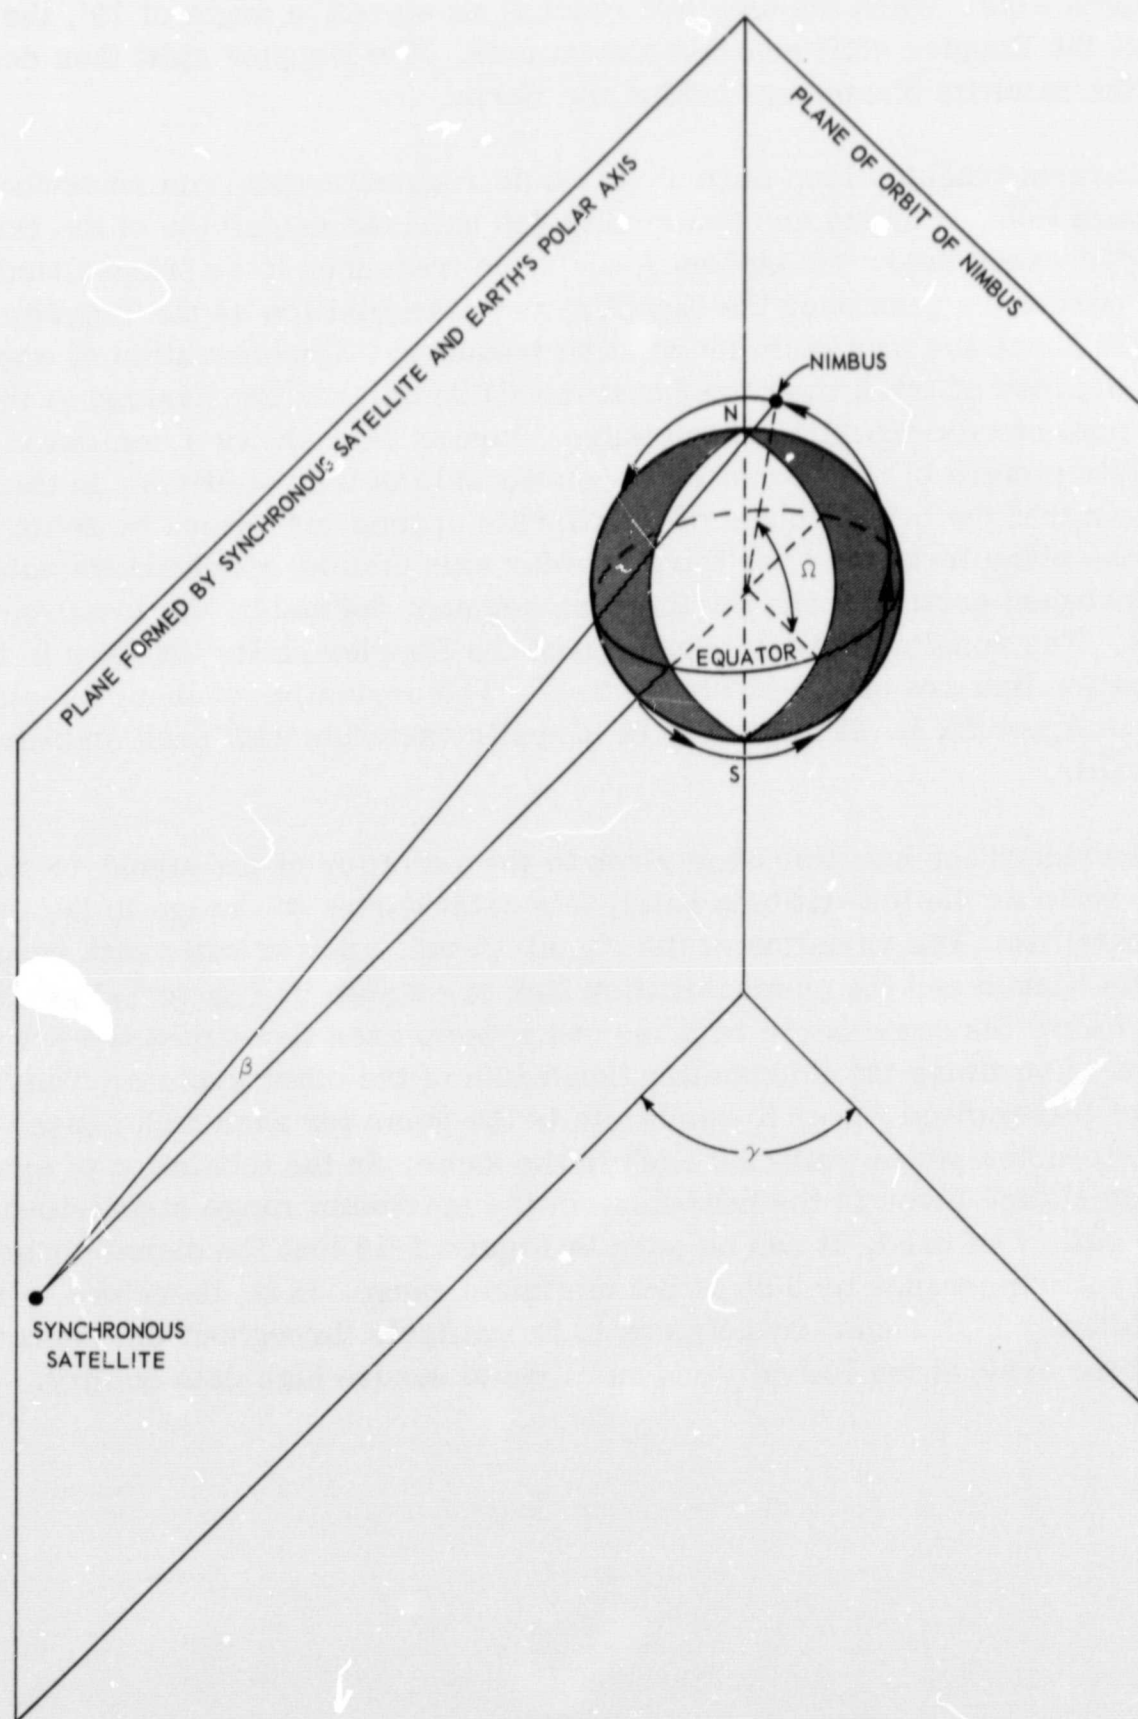 PLANE FORMED BY SYNCHRONOUS SATELLITE AND EARTH'S POLAR AXIS
PLANE OF ORBIT OF NIMBUS
NIMBUS
N
Ω
EQUATOR
S
β
γ
SYNCHRONOUS
SATELLITE